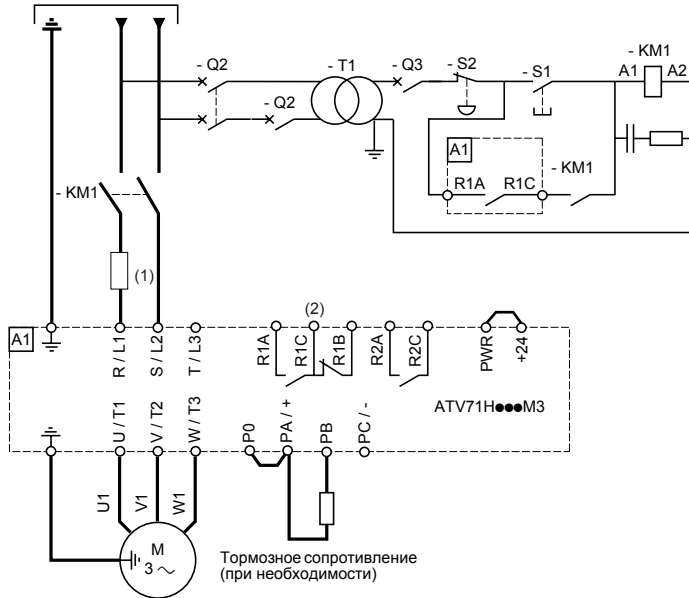 - Q2
- T1
- Q3
- S2
- S1
- KM1
A1
A2
- Q2
A1
- KM1
R1A
R1C
- KM1
(1)
(2)
A1
R / L1
S / L2
T / L3
R1A
R1C
R1B
R2A
R2C
PWR
+24
ATV71H●●●M3
U / T1
V / T2
W / T3
P0
PA / +
PB
PC / -
U1
V1
W1
M
3 ~
Тормозное сопротивление
(при необходимости)